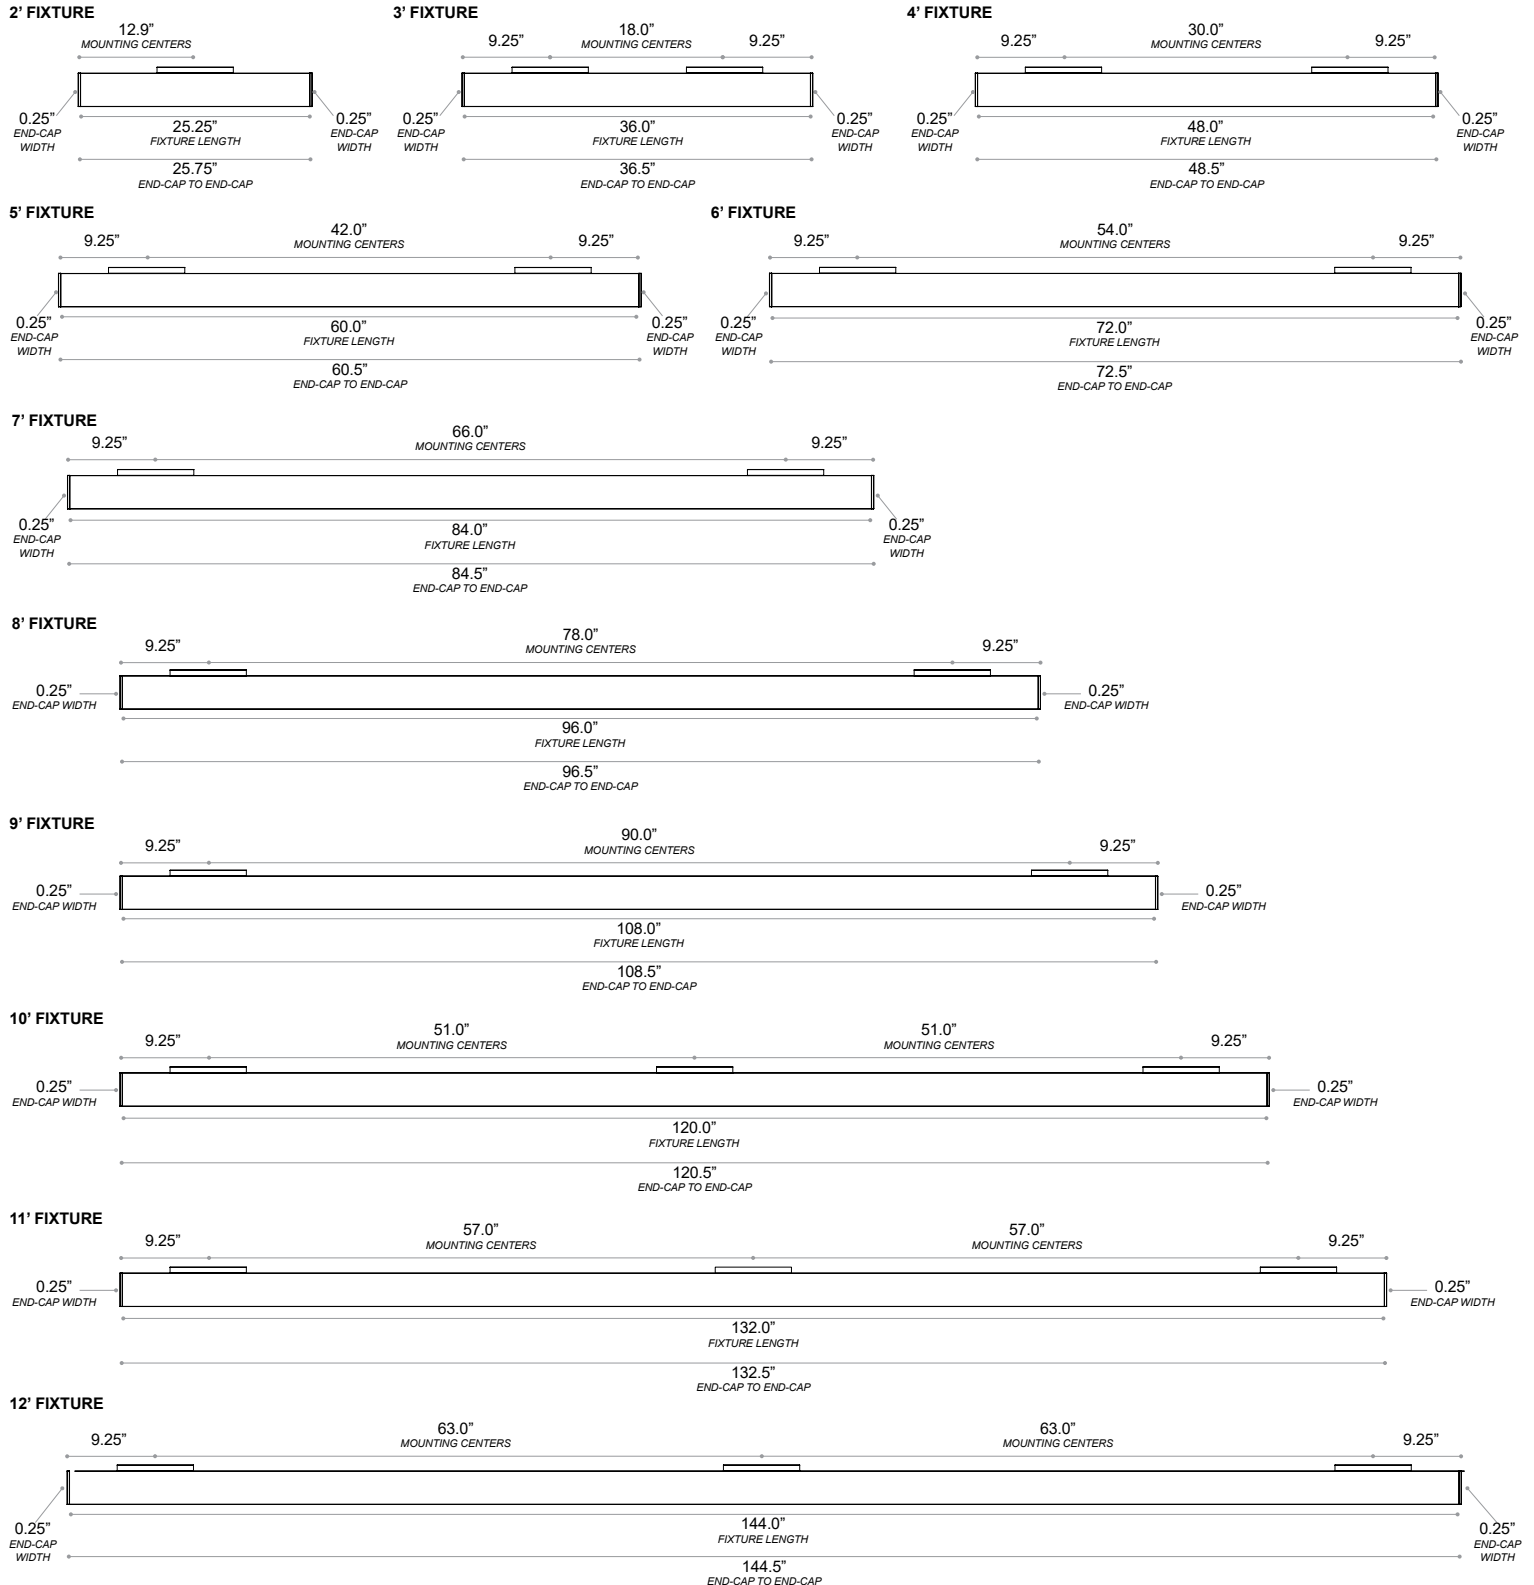 2’ FIXTURE
12.9”
MOUNTING CENTERS
0.25”
END-CAP
WIDTH
25.25”
FIXTURE LENGTH
0.25”
END-CAP
WIDTH
25.75”
END-CAP TO END-CAP
3’ FIXTURE
9.25”
18.0”
MOUNTING CENTERS
9.25”
0.25”
END-CAP
WIDTH
36.0”
FIXTURE LENGTH
0.25”
END-CAP
WIDTH
36.5”
END-CAP TO END-CAP
4’ FIXTURE
9.25”
30.0”
MOUNTING CENTERS
9.25”
0.25”
END-CAP
WIDTH
48.0”
FIXTURE LENGTH
0.25”
END-CAP
WIDTH
48.5”
END-CAP TO END-CAP
5’ FIXTURE
9.25”
42.0”
MOUNTING CENTERS
9.25”
0.25”
END-CAP
WIDTH
60.0”
FIXTURE LENGTH
0.25”
END-CAP
WIDTH
60.5”
END-CAP TO END-CAP
6’ FIXTURE
9.25”
54.0”
MOUNTING CENTERS
9.25”
0.25”
END-CAP
WIDTH
72.0”
FIXTURE LENGTH
0.25”
END-CAP
WIDTH
72.5”
END-CAP TO END-CAP
7’ FIXTURE
9.25”
66.0”
MOUNTING CENTERS
9.25”
0.25”
END-CAP
WIDTH
84.0”
FIXTURE LENGTH
0.25”
END-CAP
WIDTH
84.5”
END-CAP TO END-CAP
8’ FIXTURE
9.25”
78.0”
MOUNTING CENTERS
9.25”
0.25”
END-CAP WIDTH
0.25”
END-CAP WIDTH
96.0”
FIXTURE LENGTH
96.5”
END-CAP TO END-CAP
9’ FIXTURE
9.25”
90.0”
MOUNTING CENTERS
9.25”
0.25”
END-CAP WIDTH
0.25”
END-CAP WIDTH
108.0”
FIXTURE LENGTH
108.5”
END-CAP TO END-CAP
10’ FIXTURE
9.25”
51.0”
MOUNTING CENTERS
51.0”
MOUNTING CENTERS
9.25”
0.25”
END-CAP WIDTH
0.25”
END-CAP WIDTH
120.0”
FIXTURE LENGTH
120.5”
END-CAP TO END-CAP
11’ FIXTURE
9.25”
57.0”
MOUNTING CENTERS
57.0”
MOUNTING CENTERS
9.25”
0.25”
END-CAP WIDTH
0.25”
END-CAP WIDTH
132.0”
FIXTURE LENGTH
132.5”
END-CAP TO END-CAP
12’ FIXTURE
9.25”
63.0”
MOUNTING CENTERS
63.0”
MOUNTING CENTERS
9.25”
0.25”
END-CAP
WIDTH
144.0”
FIXTURE LENGTH
0.25”
END-CAP
WIDTH
144.5”
END-CAP TO END-CAP